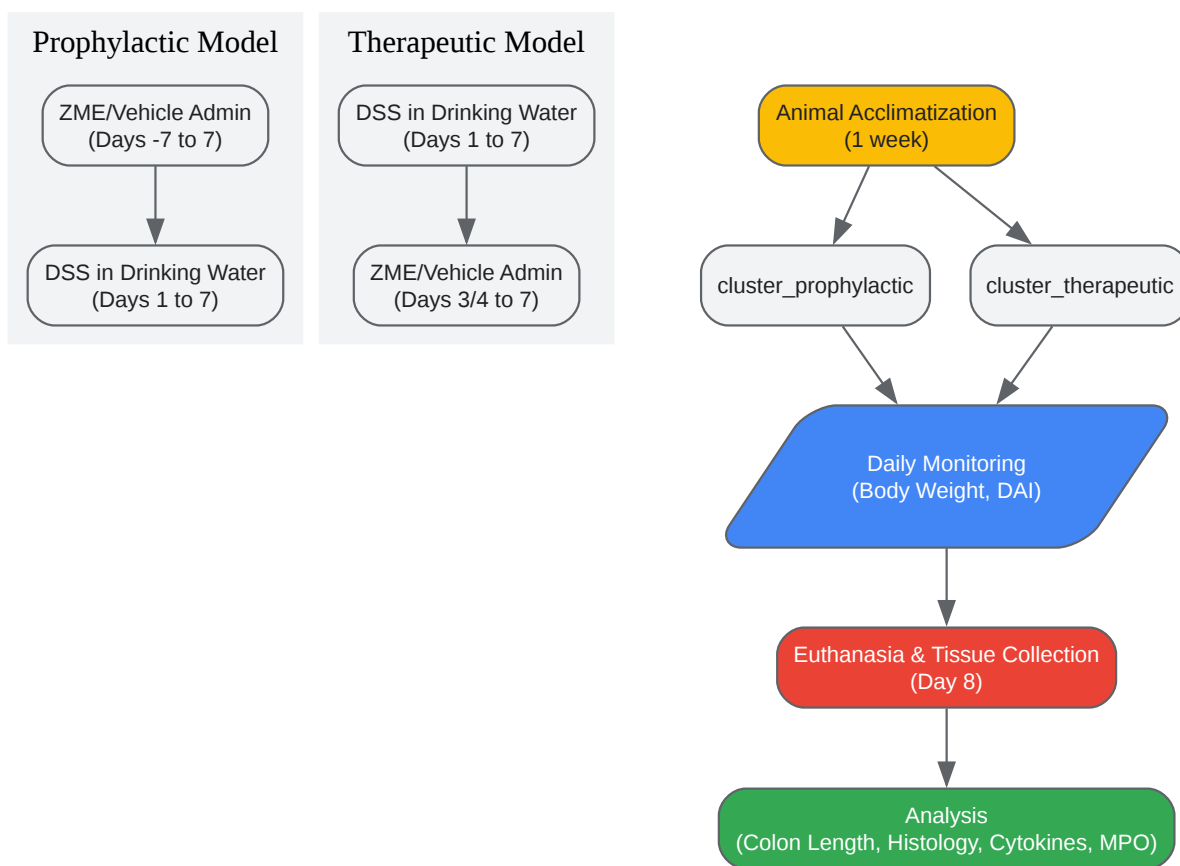 Prophylactic Model
ZME/Vehicle Admin
(Days -7 to 7)
DSS in Drinking Water
(Days 1 to 7)
Therapeutic Model
DSS in Drinking Water
(Days 1 to 7)
ZME/Vehicle Admin
(Days 3/4 to 7)
Animal Acclimatization
(1 week)
cluster_prophylactic
cluster_therapeutic
Daily Monitoring
(Body Weight, DAI)
Euthanasia & Tissue Collection
(Day 8)
Analysis
(Colon Length, Histology, Cytokines, MPO)